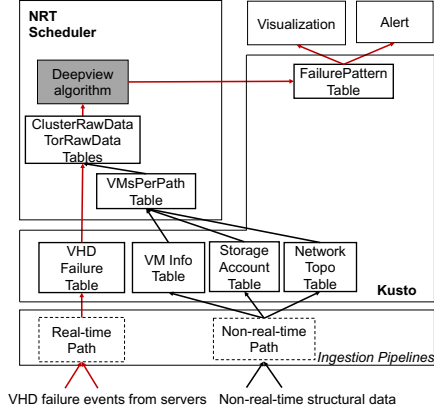 NRT
Scheduler
Visualization
Alert
Deepview
algorithm
FailurePattern
Table
ClusterRawData
TorRawData
Tables
VMsPerPath
Table
VHD
Failure
Table
VM Info
Table
Storage
Account
Table
Network
Topo
Table
Kusto
Real-time
Path
Non-real-time
Path
Ingestion Pipelines
VHD failure events from servers
Non-real-time structural data